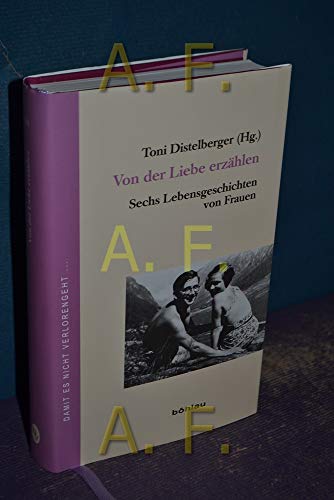 A. F.
Toni Distelberger (Hg.)
Von der Liebe erzählen
Sechs Lebensgeschichten
von Frauen
A. F.
böhlau
A. F.
DAMIT ES NICHT VERLORENGEHT ...